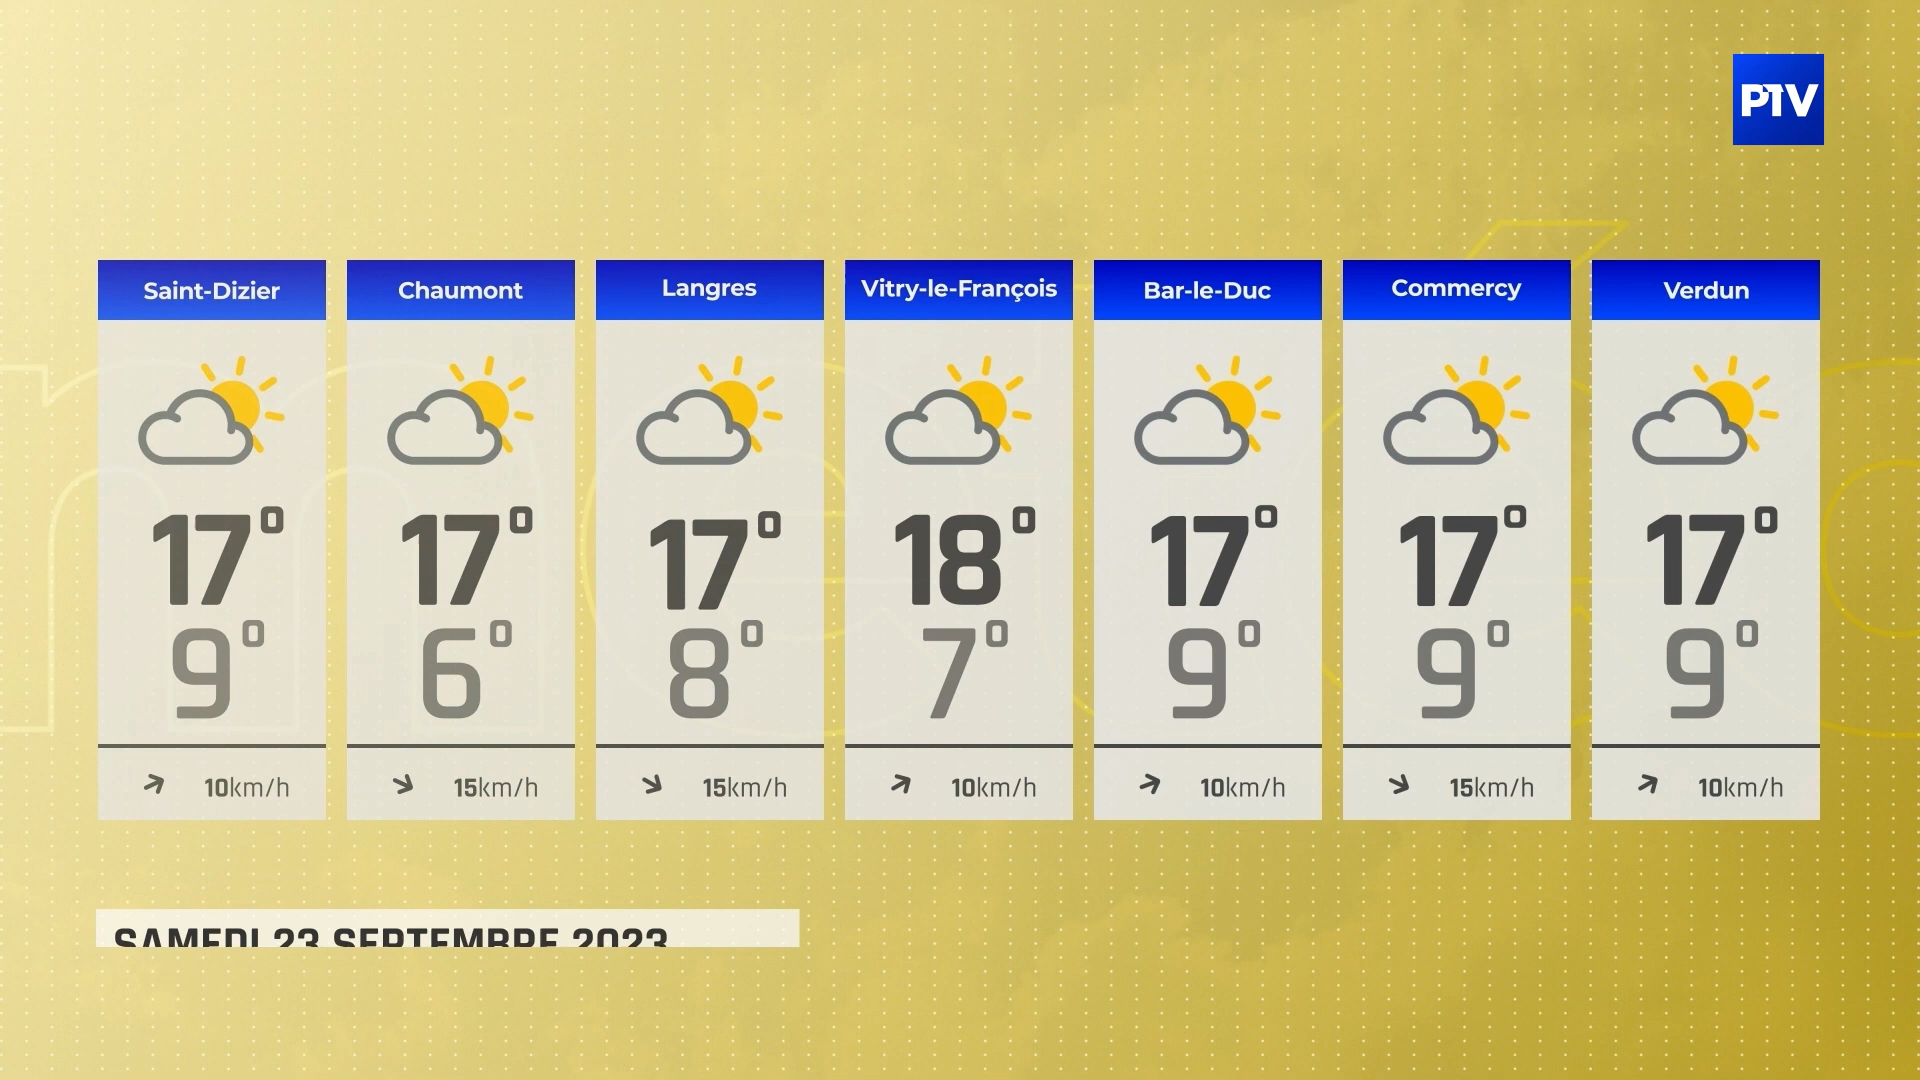 PTV
Saint-Dizier
17°
9°
10km/h
Chaumont
17°
6°
15km/h
Langres
17°
8°
15km/h
Vitry-le-François
18°
7°
10km/h
Bar-le-Duc
17°
9°
10km/h
Commercy
17°
9°
15km/h
Verdun
17°
9°
10km/h
SAMEDI 23 SEPTEMBRE 2023